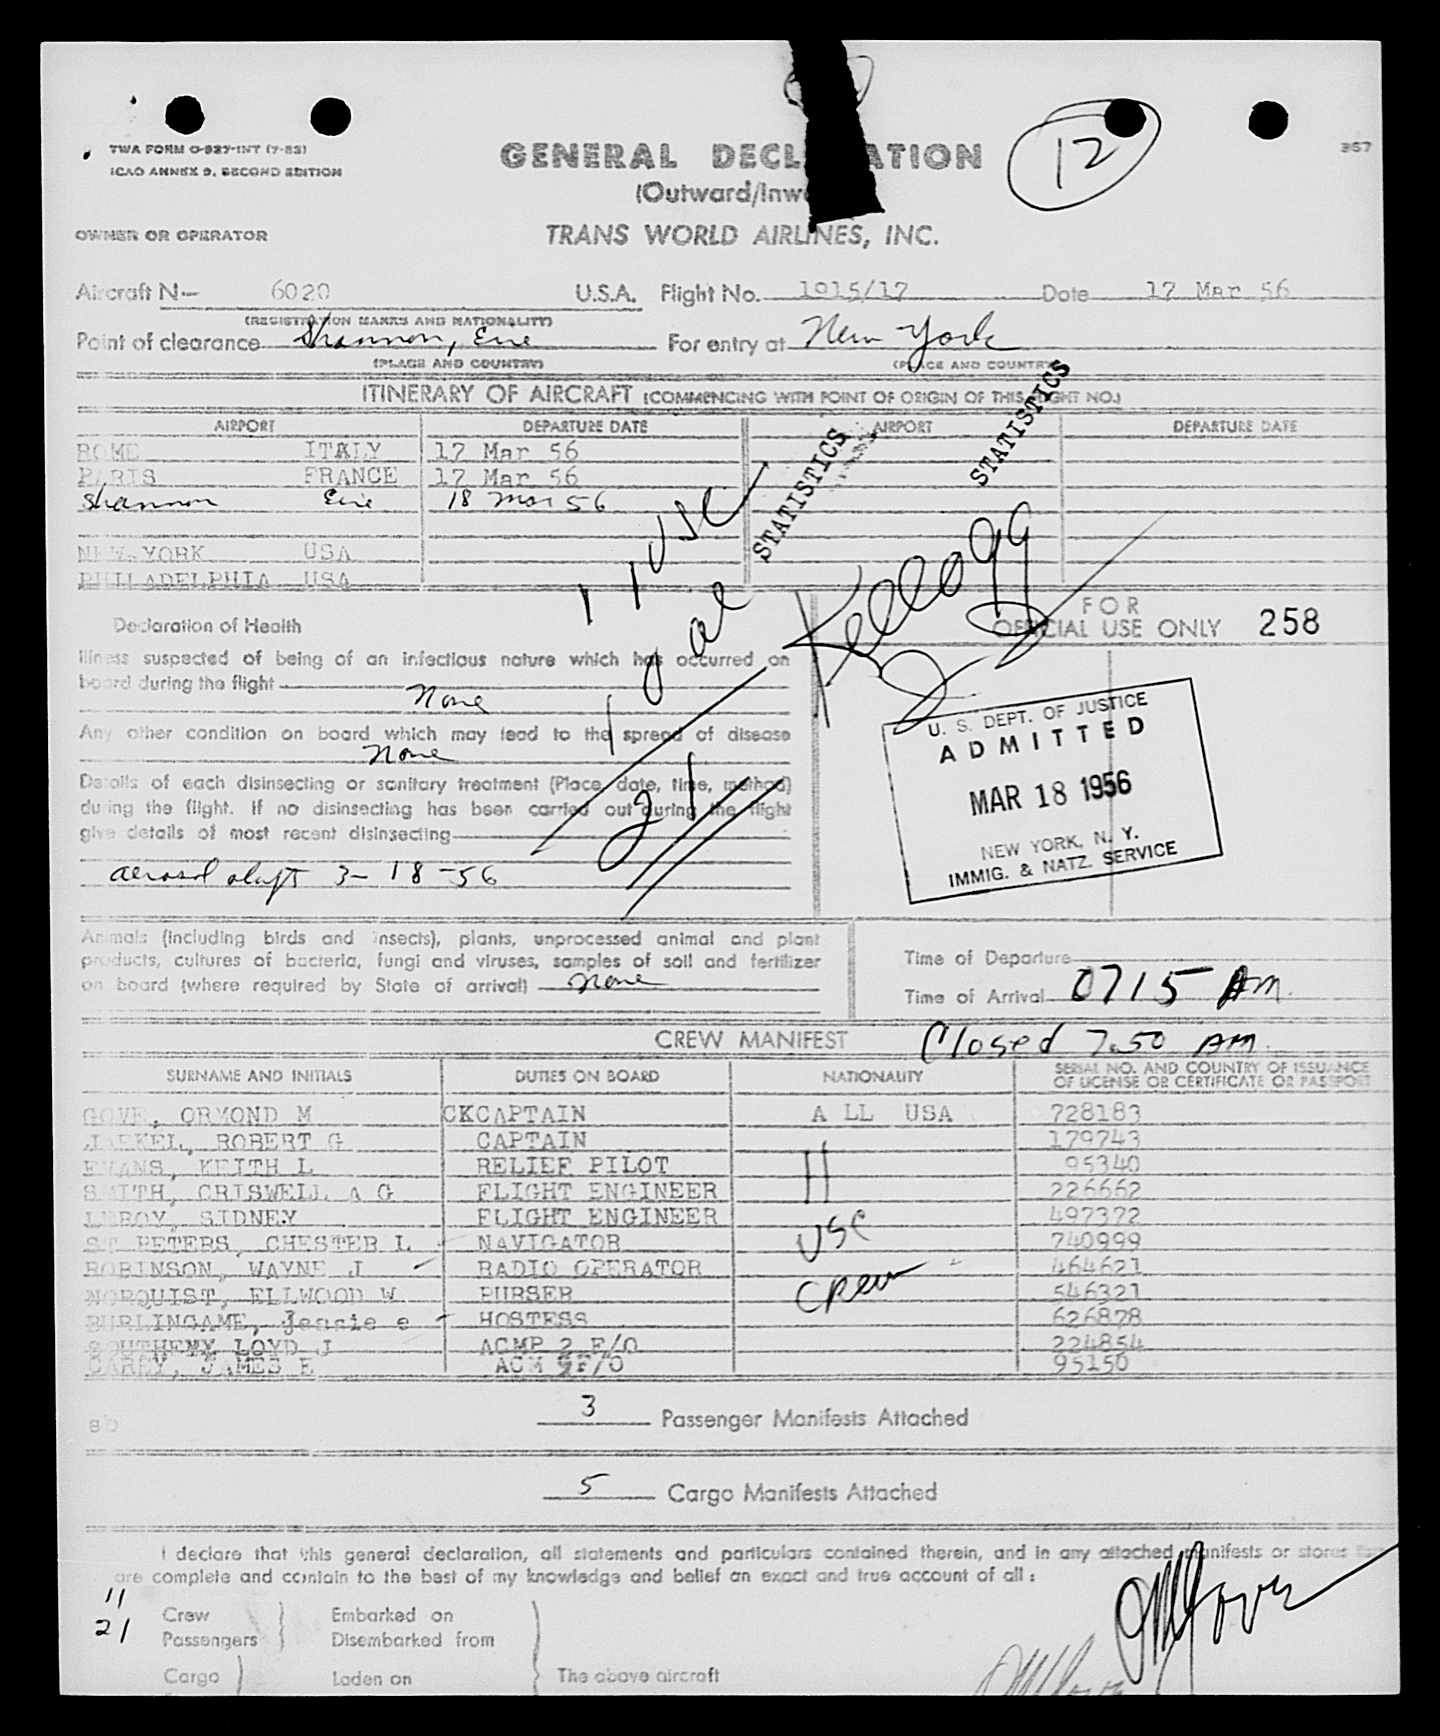 TWA FORM O-927-INT (7-53)
ICAO ANNEX 9, SECOND EDITION
GENERAL DECL ATION
(Outward/Inw
12
367
OWNER OR OPERATOR
TRANS WORLD AIRLINES, INC.
Aircraft N— 6020 U.S.A. Flight No. 1915/17 Date 17 Mar 56
(REGISTRATION MARKS AND NATIONALITY)
Point of clearance Shannon, Eire For entry at New York
(PLACE AND COUNTRY) (PLACE AND COUNTRY)
ITINERARY OF AIRCRAFT (COMMENCING WITH POINT OF ORIGIN OF THIS FLIGHT NO.)
AIRPORT DEPARTURE DATE AIRPORT DEPARTURE DATE
ROME ITALY 17 Mar 56
PARIS FRANCE 17 Mar 56
Shannon Eire 18 Mar 56
NEW YORK USA
PHILADELPHIA USA
STATISTICS
STATISTICS
11 USC
Kellogg
FOR
OFFICIAL USE ONLY 258
Declaration of Health
Illness suspected of being of an infectious nature which has occurred on
board during the flight
None
Any other condition on board which may lead to the spread of disease
None
Details of each disinsecting or sanitary treatment (Place, date, time, method)
during the flight. If no disinsecting has been carried out during the flight
give details of most recent disinsecting
21
3-18-56
U. S. DEPT. OF JUSTICE
ADMITTED
MAR 18 1956
NEW YORK, N. Y.
IMMIG. & NATZ. SERVICE
Animals (including birds and insects), plants, unprocessed animal and plant
products, cultures of bacteria, fungi and viruses, samples of soil and fertilizer
on board (where required by State of arrival) None
Time of Departure
Time of Arrival 0715 Am.
CREW MANIFEST Closed 7.50 AM.
SURNAME AND INITIALS DUTIES ON BOARD NATIONALITY SERIAL NO. AND COUNTRY OF ISSUANCE
OF LICENSE OR CERTIFICATE OR PASSPORT
GOVE, ORMOND M CKCAPTAIN A LL USA 728183
JAEKEL, ROBERT G CAPTAIN 179743
EVANS, KEITH L RELIEF PILOT 95340
SMITH, CRISWELL A G FLIGHT ENGINEER 226662
LEROY, SIDNEY FLIGHT ENGINEER 497372
ST PETERS, CHESTER L NAVIGATOR 740999
ROBINSON, WAYNE J RADIO OPERATOR 464621
NORQUIST, ELLWOOD W PURSER 546321
BURLINGAME, Jessie e HOSTESS 626878
LOYD J ACMP 2 F/O 224854
BARRY, JAMES E ACM F/O 95150
11
USC
Crew
3 Passenger Manifests Attached
5 Cargo Manifests Attached
I declare that this general declaration, all statements and particulars contained therein, and in any attached manifests or stores
are complete and contain to the best of my knowledge and belief an exact and true account of all:
11 Crew Embarked on
21 Passengers Disembarked from
Cargo Laden on The above aircraft